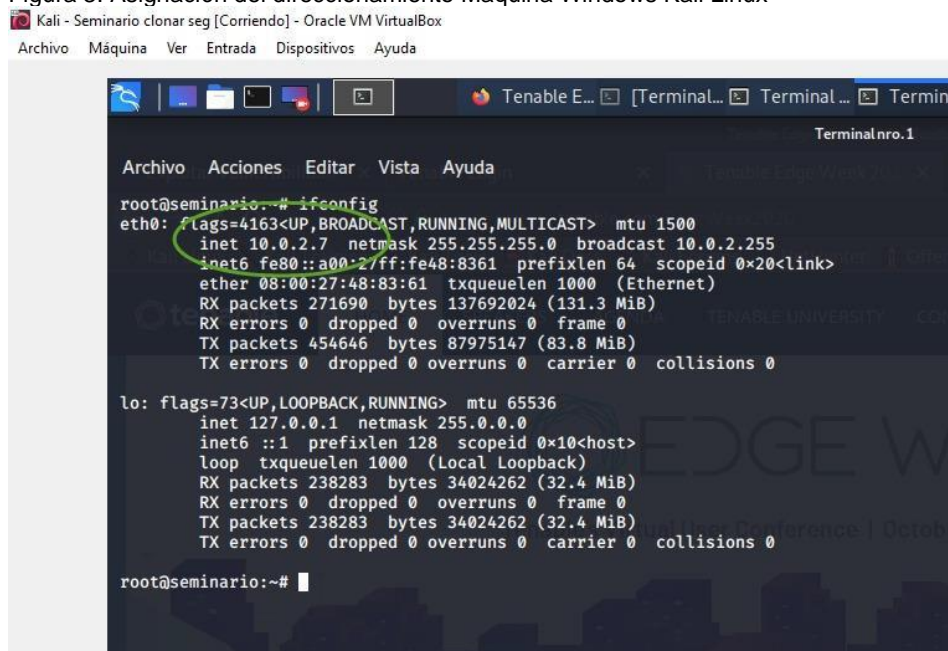 Kali - Seminario clonar seg [Corriendo] - Oracle VM VirtualBox
Archivo Máquina Ver Entrada Dispositivos Ayuda
Tenable E... [Terminal... Terminal ... Termin
Terminal nro. 1
Archivo Acciones Editar Vista Ayuda
root@seminario:~# ifconfig
eth0: flags=4163<UP,BROADCAST,RUNNING,MULTICAST> mtu 1500
inet 10.0.2.7 netmask 255.255.255.0 broadcast 10.0.2.255
inet6 fe80::a00:27ff:fe48:8361 prefixlen 64 scopeid 0×20<link>
ether 08:00:27:48:83:61 txqueuelen 1000 (Ethernet)
RX packets 271690 bytes 137692024 (131.3 MiB)
RX errors 0 dropped 0 overruns 0 frame 0
TX packets 454646 bytes 87975147 (83.8 MiB)
TX errors 0 dropped 0 overruns 0 carrier 0 collisions 0
lo: flags=73<UP,LOOPBACK,RUNNING> mtu 65536
inet 127.0.0.1 netmask 255.0.0.0
inet6 ::1 prefixlen 128 scopeid 0×10<host>
loop txqueuelen 1000 (Local Loopback)
RX packets 238283 bytes 34024262 (32.4 MiB)
RX errors 0 dropped 0 overruns 0 frame 0
TX packets 238283 bytes 34024262 (32.4 MiB)
TX errors 0 dropped 0 overruns 0 carrier 0 collisions 0
root@seminario:~#
TENABLE UNIVERSITY
EDGE W
User Conference | Octob